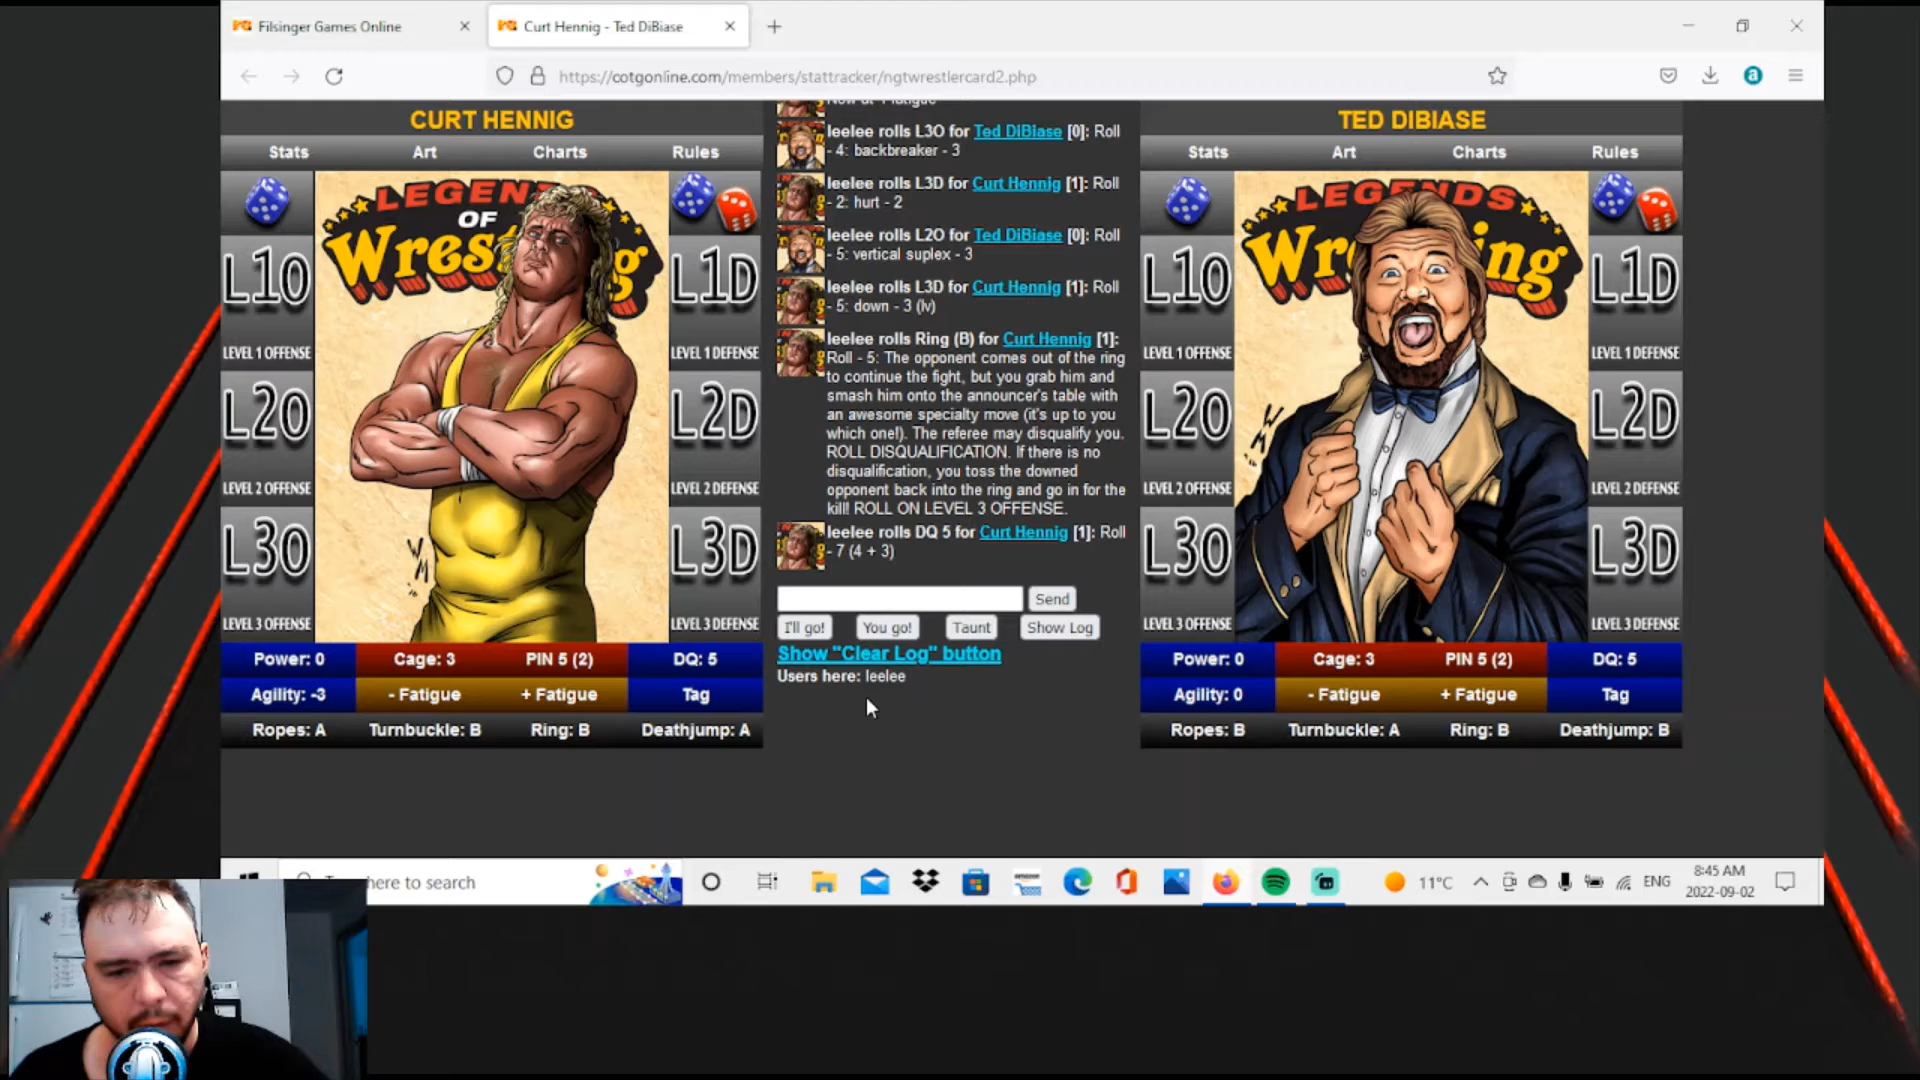 Filsinger Games Online
Curt Hennig - Ted DiBiase
https://cotgonline.com/members/stattracker/ngtwrestlercard2.php
CURT HENNIG
Stats Art Charts Rules
LEGENDS
OF
Wrestling
L1O
LEVEL 1 OFFENSE
L2O
LEVEL 2 OFFENSE
L3O
LEVEL 3 OFFENSE
L1D
LEVEL 1 DEFENSE
L2D
LEVEL 2 DEFENSE
L3D
LEVEL 3 DEFENSE
Power: 0 Cage: 3 PIN 5 (2) DQ: 5
Agility: -3 - Fatigue + Fatigue Tag
Ropes: A Turnbuckle: B Ring: B Deathjump: A
leelee rolls L3O for Ted DiBiase [0]: Roll
- 4: backbreaker - 3
leelee rolls L3D for Curt Hennig [1]: Roll
- 2: hurt - 2
leelee rolls L2O for Ted DiBiase [0]: Roll
- 5: vertical suplex - 3
leelee rolls L3D for Curt Hennig [1]: Roll
- 5: down - 3 (lv)
leelee rolls Ring (B) for Curt Hennig [1]:
Roll - 5: The opponent comes out of the ring
to continue the fight, but you grab him and
smash him onto the announcer's table with
an awesome specialty move (it's up to you
which one!). The referee may disqualify you.
ROLL DISQUALIFICATION. If there is no
disqualification, you toss the downed
opponent back into the ring and go in for the
kill! ROLL ON LEVEL 3 OFFENSE.
leelee rolls DQ 5 for Curt Hennig [1]: Roll
- 7 (4 + 3)
Send
I'll go! You go! Taunt Show Log
Show "Clear Log" button
Users here: leelee
TED DIBIASE
Stats Art Charts Rules
LEGENDS
Wr ing
L1O
LEVEL 1 OFFENSE
L2O
LEVEL 2 OFFENSE
L3O
LEVEL 3 OFFENSE
L1D
LEVEL 1 DEFENSE
L2D
LEVEL 2 DEFENSE
L3D
LEVEL 3 DEFENSE
Power: 0 Cage: 3 PIN 5 (2) DQ: 5
Agility: 0 - Fatigue + Fatigue Tag
Ropes: B Turnbuckle: A Ring: B Deathjump: B
here to search
11°C
ENG
8:45 AM
2022-09-02